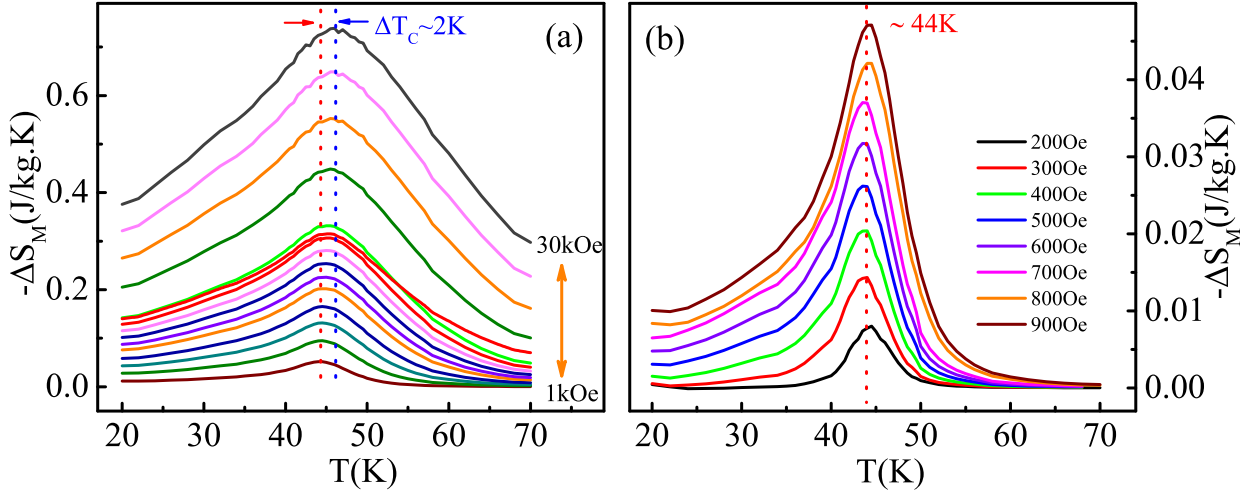 ΔT_C~2K
(a)
-ΔS_M(J/kg.K)
0.6
0.4
0.2
0.0
30kOe
1kOe
20 30 40 50 60 70
T(K)
(b)
~ 44K
200Oe
300Oe
400Oe
500Oe
600Oe
700Oe
800Oe
900Oe
0.04
0.03
0.02
0.01
0.00
-ΔS_M(J/kg.K)
20 30 40 50 60 70
T(K)